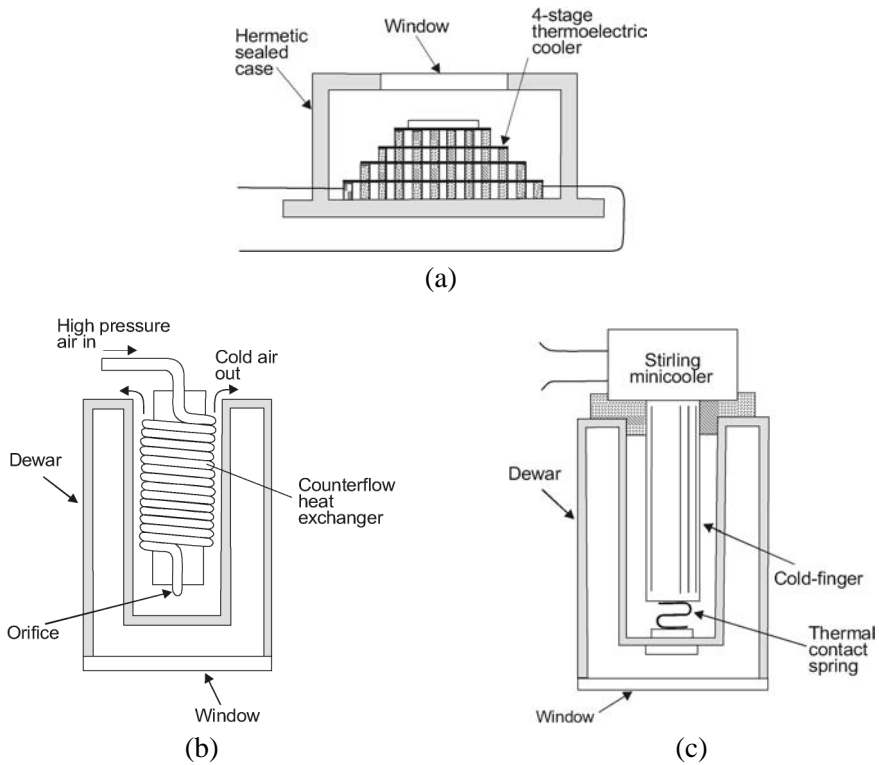 4-stage
thermoelectric
cooler
Window
Hermetic
sealed
case
(a)
High pressure
air in
Cold air
out
Dewar
Counterflow
heat
exchanger
Orifice
Window
(b)
Stirling
minicooler
Dewar
Cold-finger
Thermal
contact
spring
Window
(c)